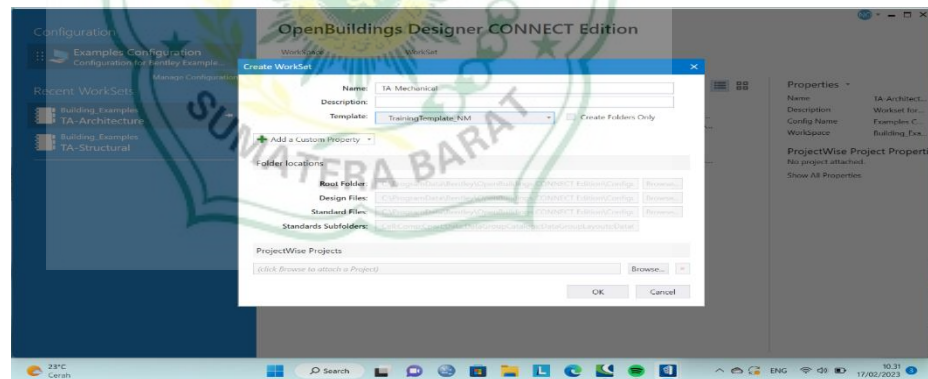 OpenBuildings Designer CONNECT Edition
Configuration
WorkSpace WorkSet
Examples Configuration
Configuration for Bentley Example...
Manage Configuration
Recent WorkSets
Building_Examples
TA-Architecture
Building_Examples
TA-Structural
Create WorkSet
Name: TA-Mechanical
Description:
Template: TrainingTemplate_NM
Create Folders Only
Add a Custom Property
Folder locations
Root Folder: Browse...
Design Files: Browse...
Standard Files: Browse...
Standards Subfolders:
ProjectWise Projects
(click Browse to attach a Project) Browse...
OK Cancel
Properties
Name TA-Architect...
Description Workset for...
Config Name Examples C...
WorkSpace Building_Exa...
ProjectWise Project Properti
No project attached.
Show All Properties
SUMATERA BARAT
23°C
Cerah
Search
ENG
10.31
17/02/2023